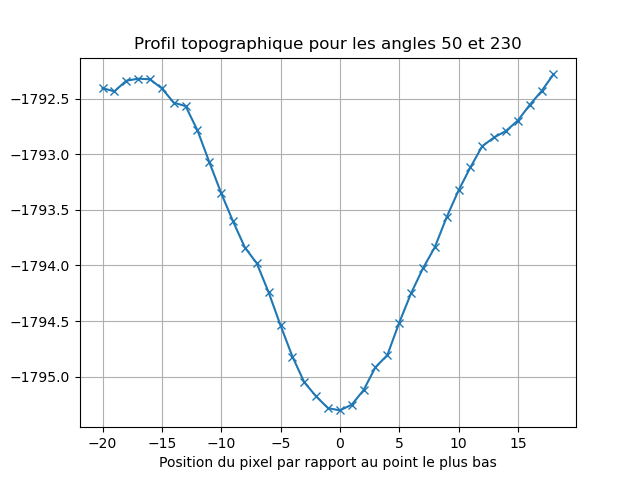 Profil topographique pour les angles 50 et 230
−1792.5
−1793.0
−1793.5
−1794.0
−1794.5
−1795.0
−20 −15 −10 −5 0 5 10 15
Position du pixel par rapport au point le plus bas